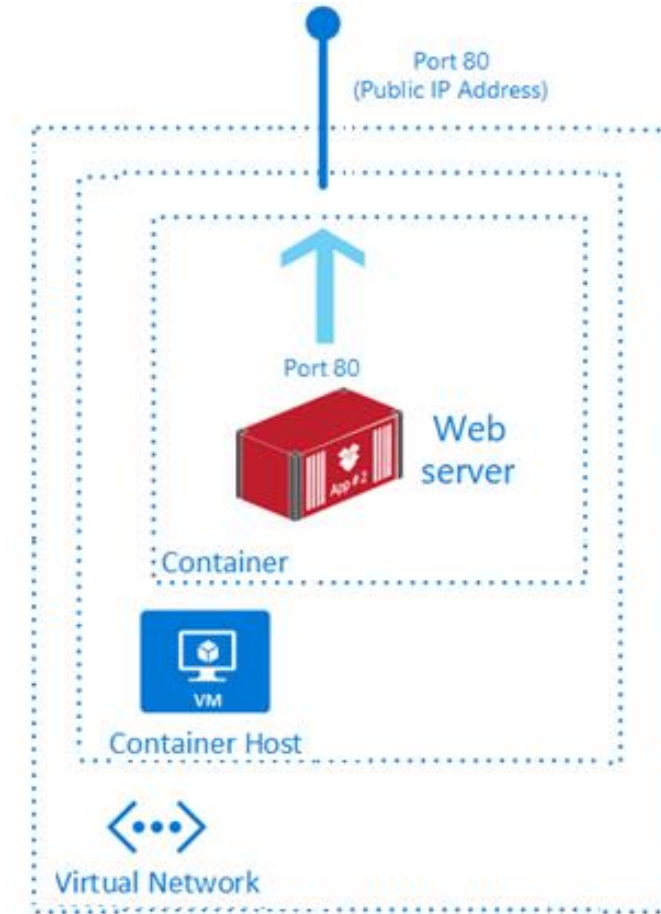 Port 80
(Public IP Address)
Port 80
Web
server
App # 2
Container
VM
Container Host
Virtual Network